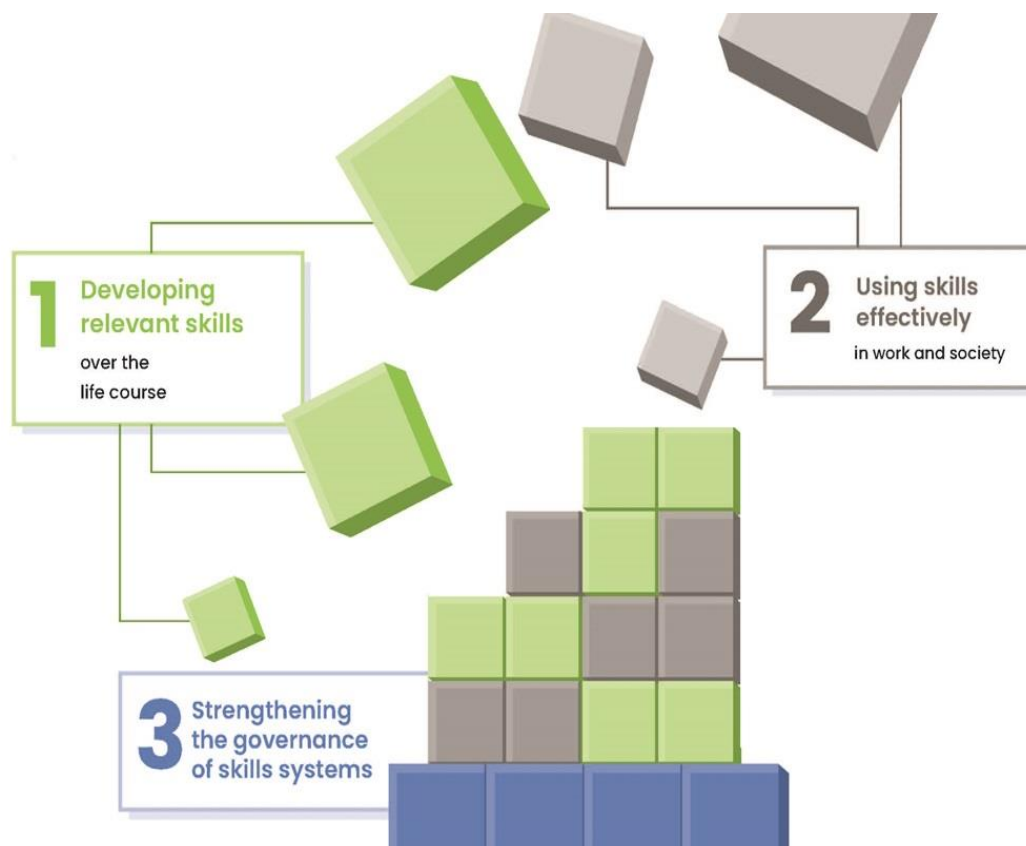 1
Developing
relevant skills
over the
life course
2
Using skills
effectively
in work and society
3
Strengthening
the governance
of skills systems